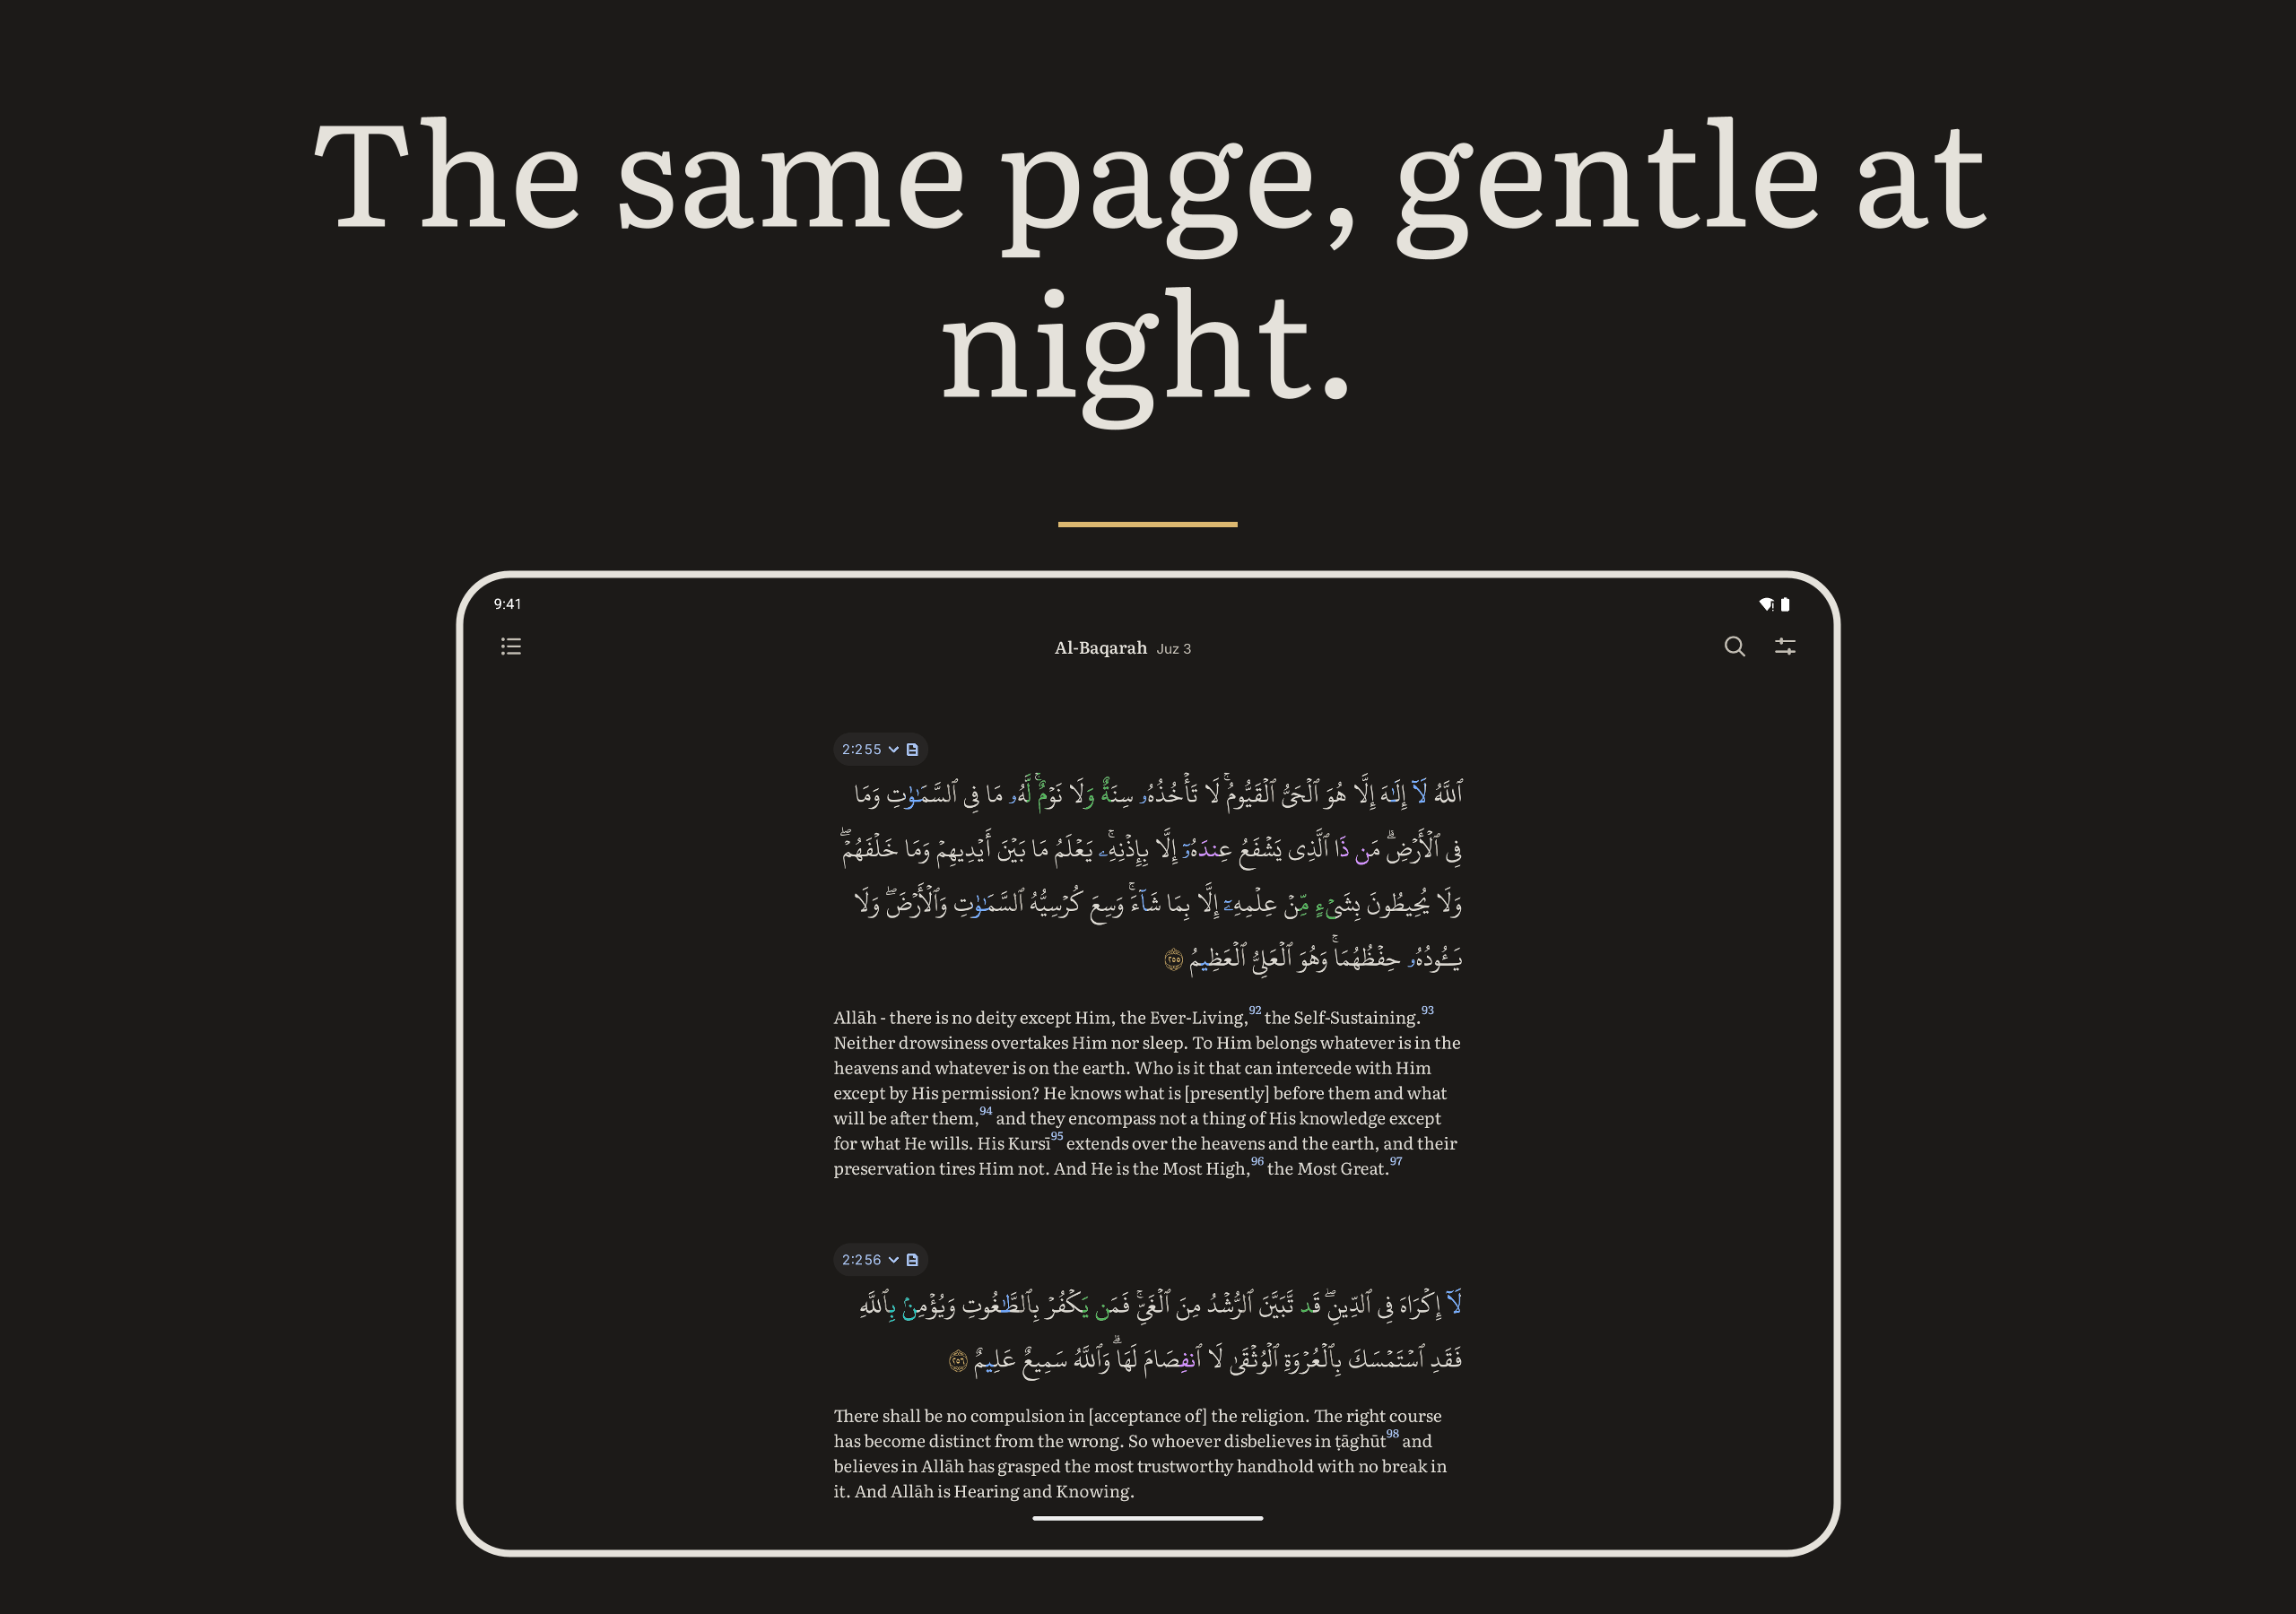 The same page, gentle at
night.
9:41
Al-Baqarah Juz 3
2:255
ٱللَّهُ لَآ إِلَـٰهَ إِلَّا هُوَ ٱلۡحَىُّ ٱلۡقَيُّومُۚ لَا تَأۡخُذُهُۥ سِنَةٌ وَلَا نَوۡمٌۚ لَّهُۥ مَا فِى ٱلسَّمَـٰوَٰتِ وَمَا
فِى ٱلۡأَرۡضِۗ مَن ذَا ٱلَّذِى يَشۡفَعُ عِندَهُۥٓ إِلَّا بِإِذۡنِهِۦۚ يَعۡلَمُ مَا بَيۡنَ أَيۡدِيهِمۡ وَمَا خَلۡفَهُمۡۖ
وَلَا يُحِيطُونَ بِشَىۡءٍ مِّنۡ عِلۡمِهِۦٓ إِلَّا بِمَا شَآءَۚ وَسِعَ كُرۡسِيُّهُ ٱلسَّمَـٰوَٰتِ وَٱلۡأَرۡضَۖ وَلَا
يَـُٔودُهُۥ حِفۡظُهُمَاۚ وَهُوَ ٱلۡعَلِىُّ ٱلۡعَظِيمُ ٢٥٥
Allāh - there is no deity except Him, the Ever-Living,92 the Self-Sustaining.93
Neither drowsiness overtakes Him nor sleep. To Him belongs whatever is in the
heavens and whatever is on the earth. Who is it that can intercede with Him
except by His permission? He knows what is [presently] before them and what
will be after them,94 and they encompass not a thing of His knowledge except
for what He wills. His Kursī95 extends over the heavens and the earth, and their
preservation tires Him not. And He is the Most High,96 the Most Great.97
2:256
لَآ إِكۡرَاهَ فِى ٱلدِّينِۖ قَد تَّبَيَّنَ ٱلرُّشۡدُ مِنَ ٱلۡغَىِّۚ فَمَن يَكۡفُرۡ بِٱلطَّـٰغُوتِ وَيُؤۡمِنۢ بِٱللَّهِ
فَقَدِ ٱسۡتَمۡسَكَ بِٱلۡعُرۡوَةِ ٱلۡوُثۡقَىٰ لَا ٱنفِصَامَ لَهَاۗ وَٱللَّهُ سَمِيعٌ عَلِيمٌ ٢٥٦
There shall be no compulsion in [acceptance of] the religion. The right course
has become distinct from the wrong. So whoever disbelieves in ṭāghūt98 and
believes in Allāh has grasped the most trustworthy handhold with no break in
it. And Allāh is Hearing and Knowing.